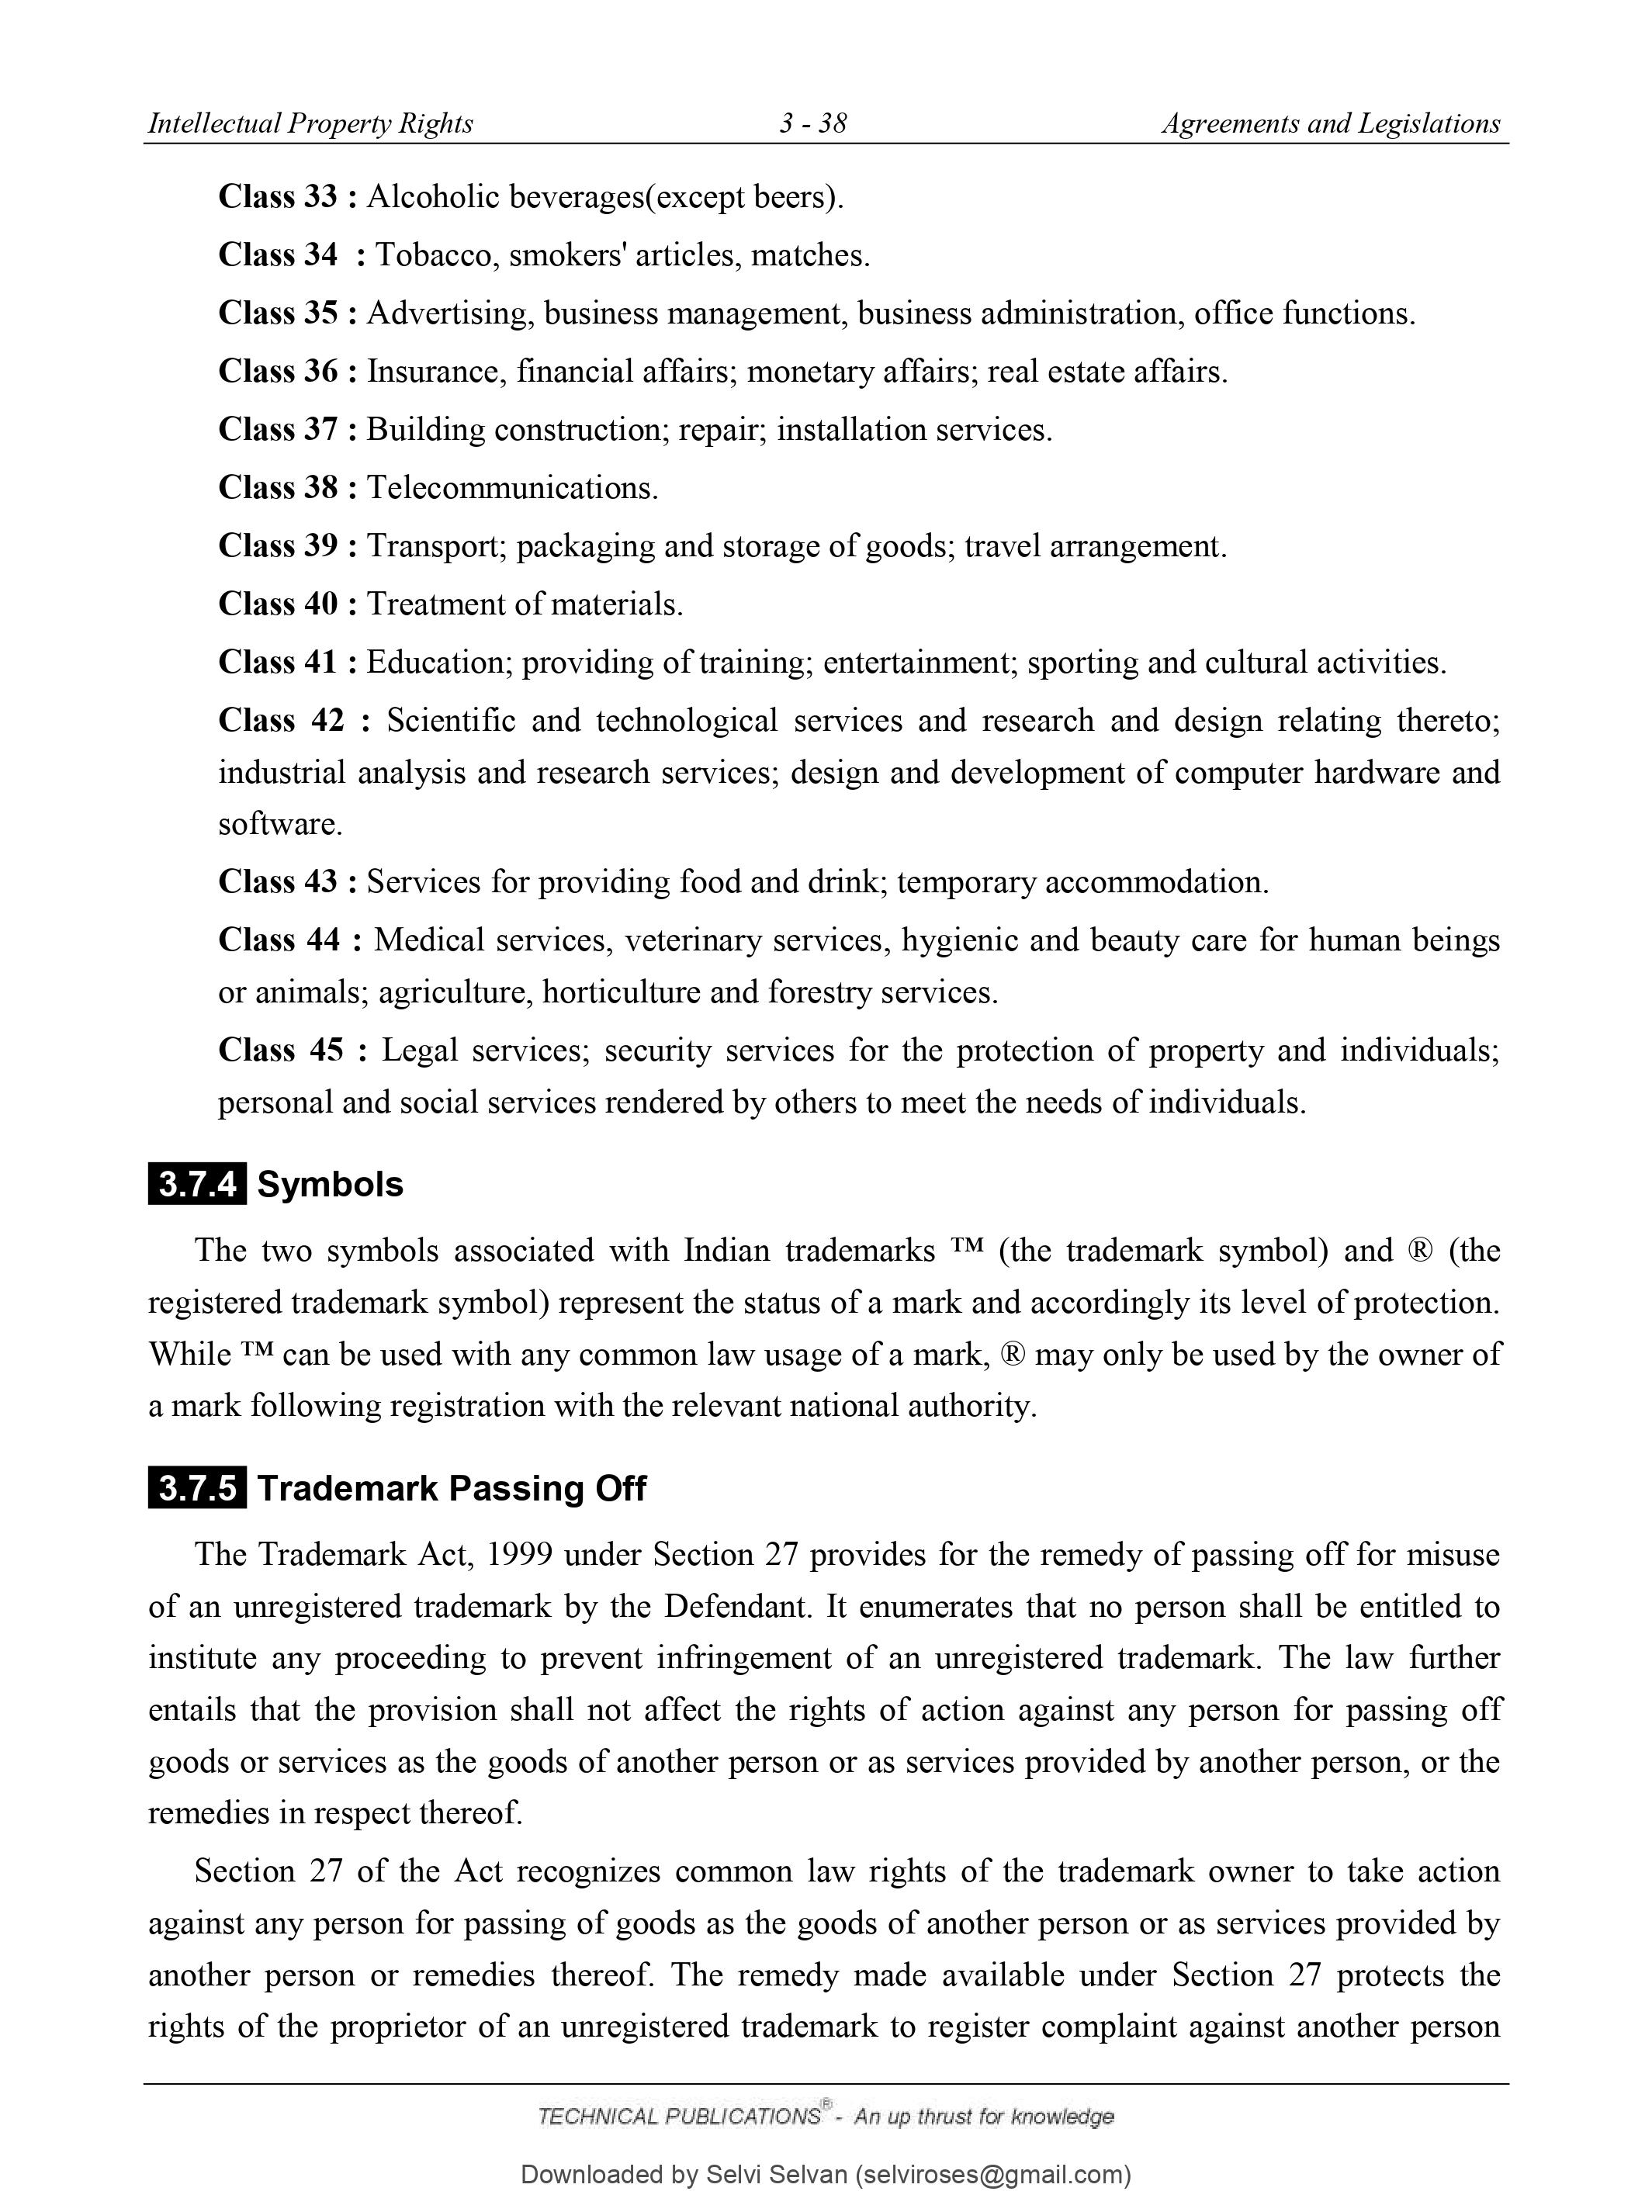 Intellectual Property Rights 3 - 38 Agreements and Legislations
Class 33 : Alcoholic beverages(except beers).
Class 34  : Tobacco, smokers' articles, matches.
Class 35 : Advertising, business management, business administration, office functions.
Class 36 : Insurance, financial affairs; monetary affairs; real estate affairs.
Class 37 : Building construction; repair; installation services.
Class 38 : Telecommunications.
Class 39 : Transport; packaging and storage of goods; travel arrangement.
Class 40 : Treatment of materials.
Class 41 : Education; providing of training; entertainment; sporting and cultural activities.
Class 42 : Scientific and technological services and research and design relating thereto;
industrial analysis and research services; design and development of computer hardware and
software.
Class 43 : Services for providing food and drink; temporary accommodation.
Class 44 : Medical services, veterinary services, hygienic and beauty care for human beings
or animals; agriculture, horticulture and forestry services.
Class 45 : Legal services; security services for the protection of property and individuals;
personal and social services rendered by others to meet the needs of individuals.
3.7.4 Symbols
The two symbols associated with Indian trademarks ™ (the trademark symbol) and ® (the
registered trademark symbol) represent the status of a mark and accordingly its level of protection.
While ™ can be used with any common law usage of a mark, ® may only be used by the owner of
a mark following registration with the relevant national authority.
3.7.5 Trademark Passing Off
The Trademark Act, 1999 under Section 27 provides for the remedy of passing off for misuse
of an unregistered trademark by the Defendant. It enumerates that no person shall be entitled to
institute any proceeding to prevent infringement of an unregistered trademark. The law further
entails that the provision shall not affect the rights of action against any person for passing off
goods or services as the goods of another person or as services provided by another person, or the
remedies in respect thereof.
Section 27 of the Act recognizes common law rights of the trademark owner to take action
against any person for passing of goods as the goods of another person or as services provided by
another person or remedies thereof. The remedy made available under Section 27 protects the
rights of the proprietor of an unregistered trademark to register complaint against another person
TECHNICAL PUBLICATIONS® - An up thrust for knowledge
Downloaded by Selvi Selvan (selviroses@gmail.com)